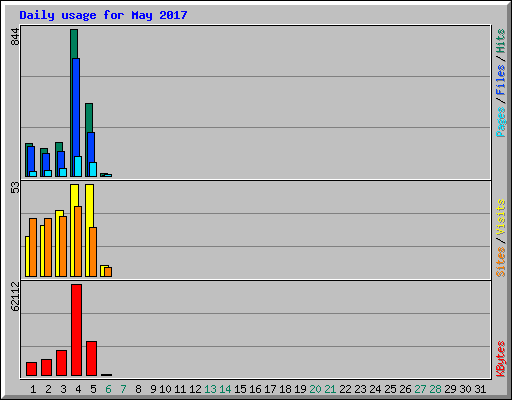 Daily usage for May 2017
844
Pages / Files / Hits
53
Sites / Visits
62112
KBytes
1 2 3 4 5 6 7 8 9 10 11 12 13 14 15 16 17 18 19 20 21 22 23 24 25 26 27 28 29 30 31